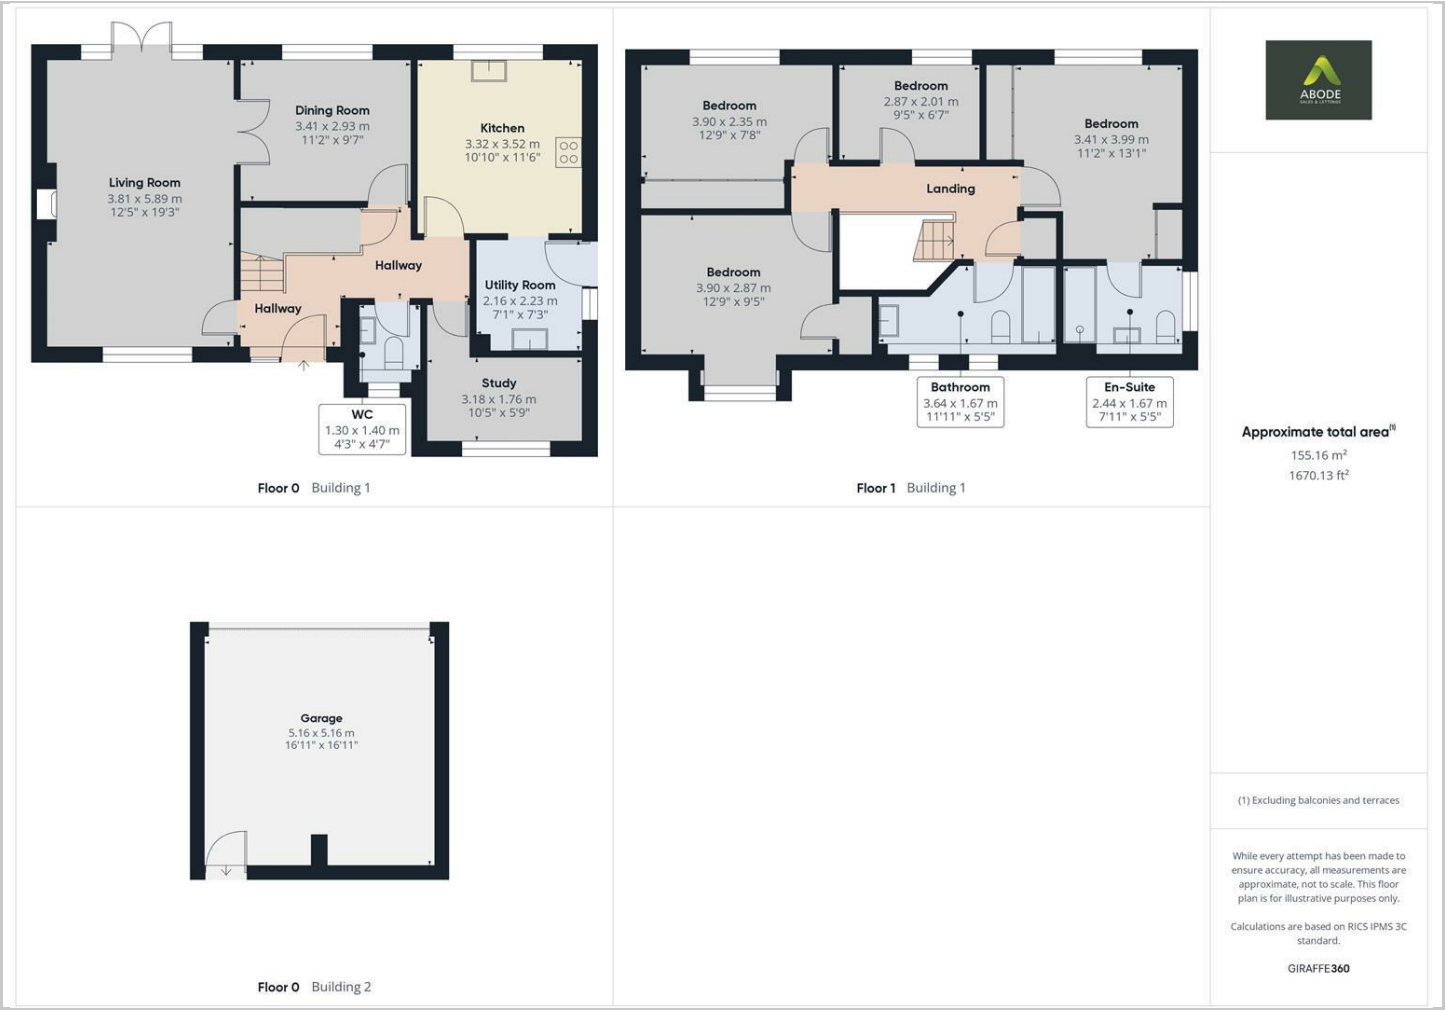 Living Room
3.81 x 5.89 m
12'5" x 19'3"
Dining Room
3.41 x 2.93 m
11'2" x 9'7"
Kitchen
3.32 x 3.52 m
10'10" x 11'6"
Hallway
Hallway
Utility Room
2.16 x 2.23 m
7'1" x 7'3"
Study
3.18 x 1.76 m
10'5" x 5'9"
WC
1.30 x 1.40 m
4'3" x 4'7"
Floor 0 Building 1
Bedroom
3.90 x 2.35 m
12'9" x 7'8"
Bedroom
2.87 x 2.01 m
9'5" x 6'7"
Bedroom
3.41 x 3.99 m
11'2" x 13'1"
Landing
Bedroom
3.90 x 2.87 m
12'9" x 9'5"
Bathroom
3.64 x 1.67 m
11'11" x 5'5"
En-Suite
2.44 x 1.67 m
7'11" x 5'5"
Floor 1 Building 1
Garage
5.16 x 5.16 m
16'11" x 16'11"
Floor 0 Building 2
ABODE
SALES & LETTINGS
Approximate total area(1)
155.16 m²
1670.13 ft²
(1) Excluding balconies and terraces
While every attempt has been made to
ensure accuracy, all measurements are
approximate, not to scale. This floor
plan is for illustrative purposes only.
Calculations are based on RICS IPMS 3C
standard.
GIRAFFE360